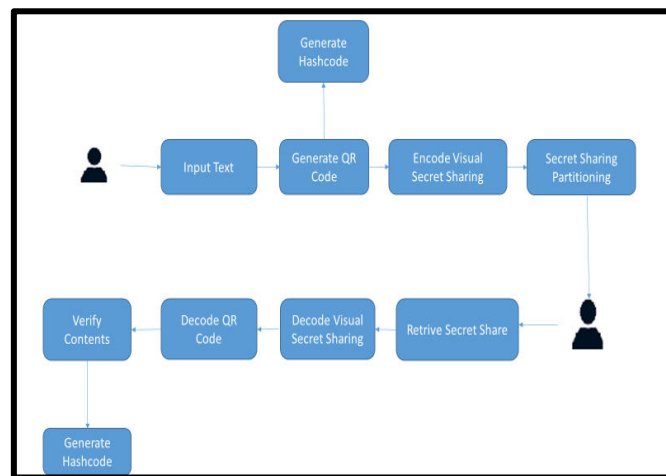 Generate
Hashcode
Input Text
Generate QR
Code
Encode Visual
Secret Sharing
Secret Sharing
Partitioning
Verify
Contents
Decode QR
Code
Decode Visual
Secret Sharing
Retrive Secret Share
Generate
Hashcode